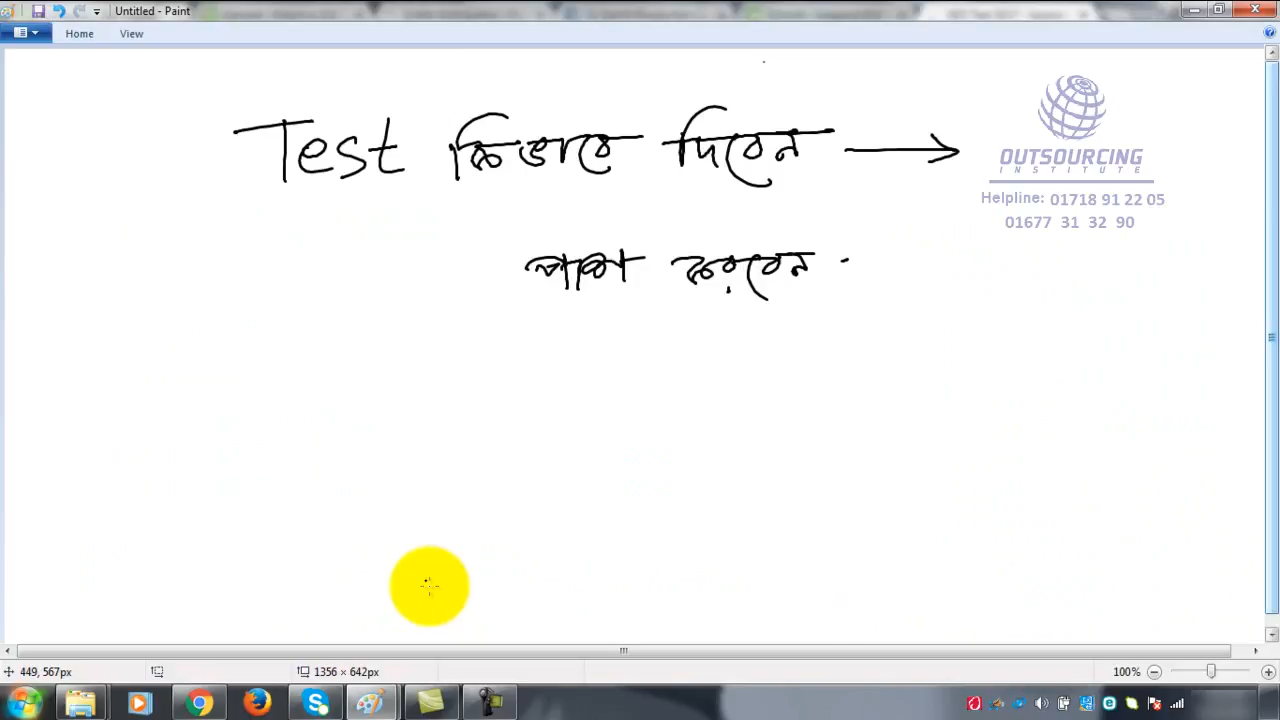 Untitled - Paint
Home View
Test কিভাবে দিবেন →
পাশ করবেন .
OUTSOURCING
INSTITUTE
Helpline: 01718 91 22 05
01677 31 32 90
449, 567px
1356 × 642px
100%